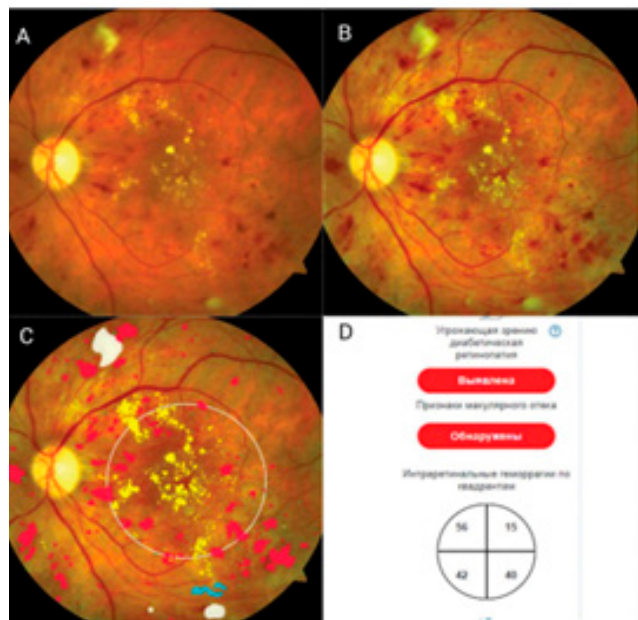 A
B
C
D
Угрожающая зрению
диабетическая
ретинопатия
?
Выявлена
Признаки макулярного отека
Обнаружены
Интраретинальные геморрагии по
квадрантам
56 15
42 40